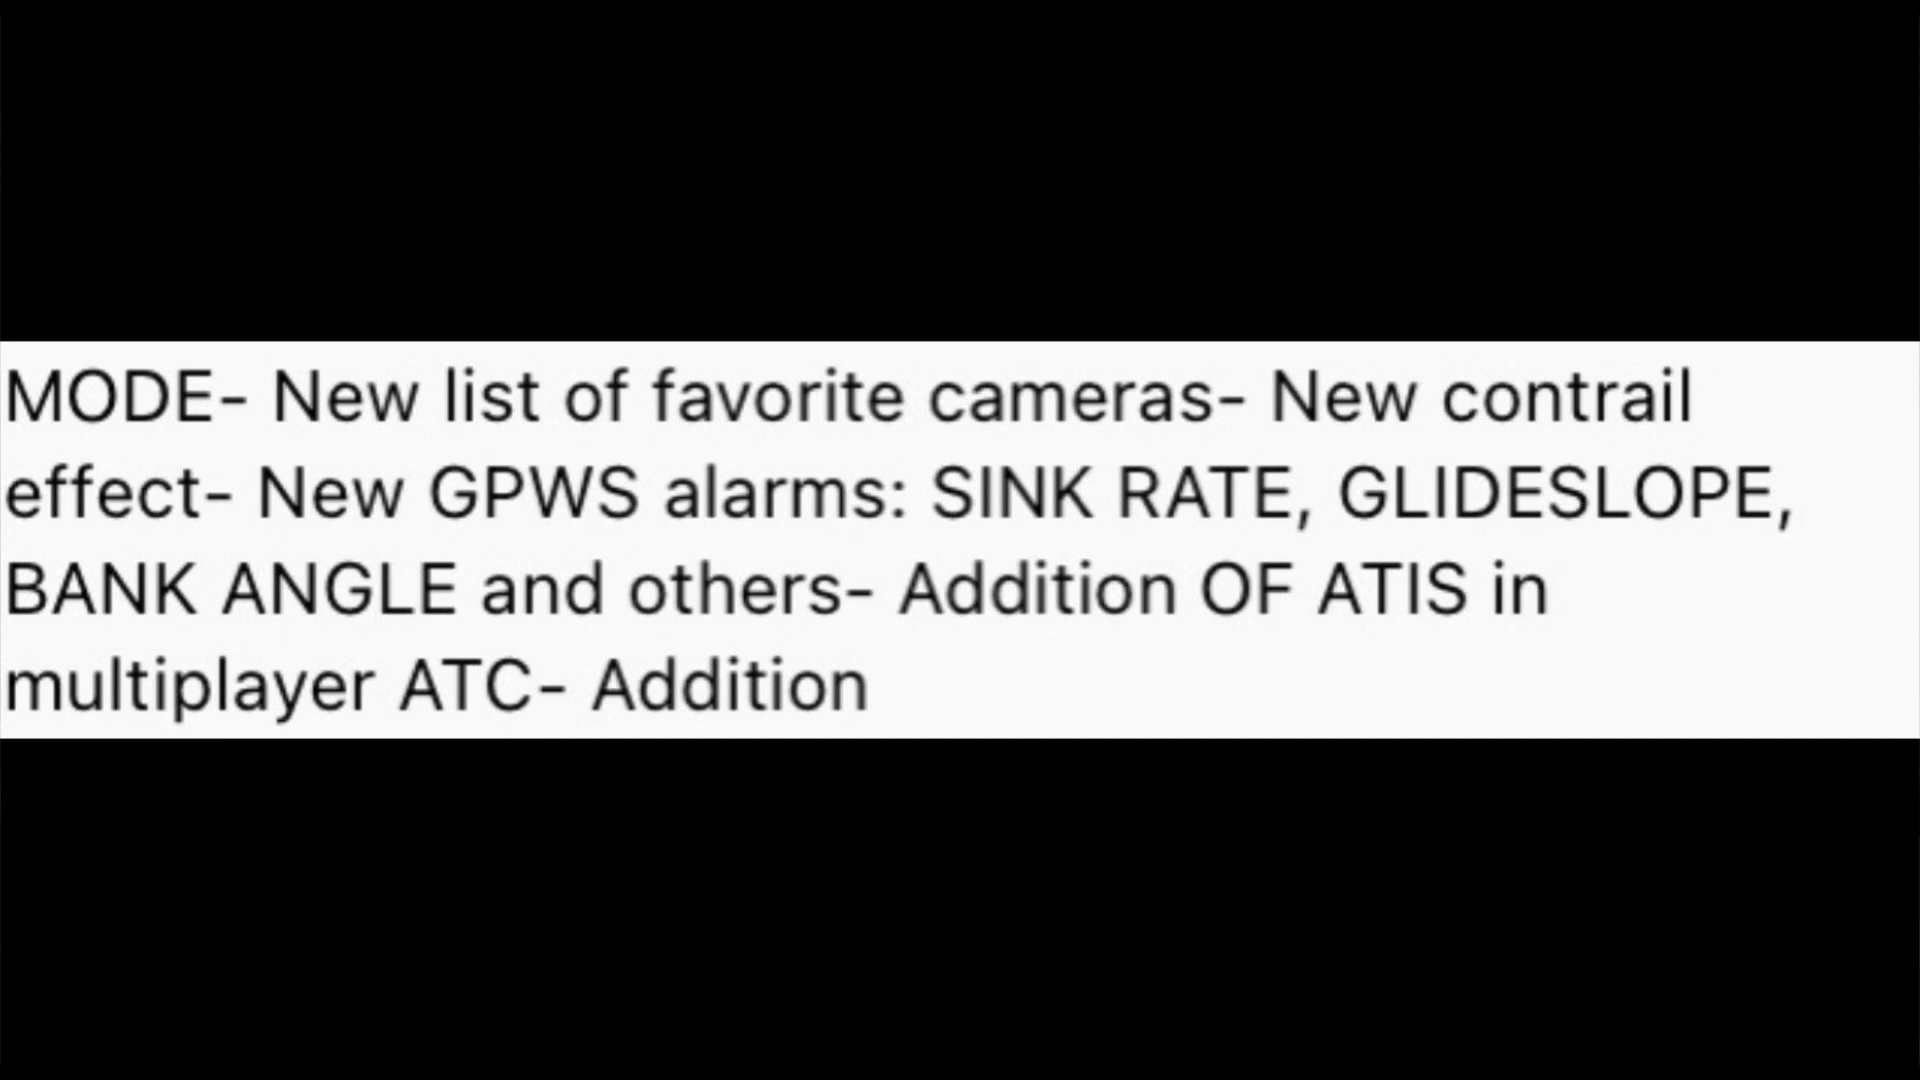 MODE- New list of favorite cameras- New contrail
effect- New GPWS alarms: SINK RATE, GLIDESLOPE,
BANK ANGLE and others- Addition OF ATIS in
multiplayer ATC- Addition